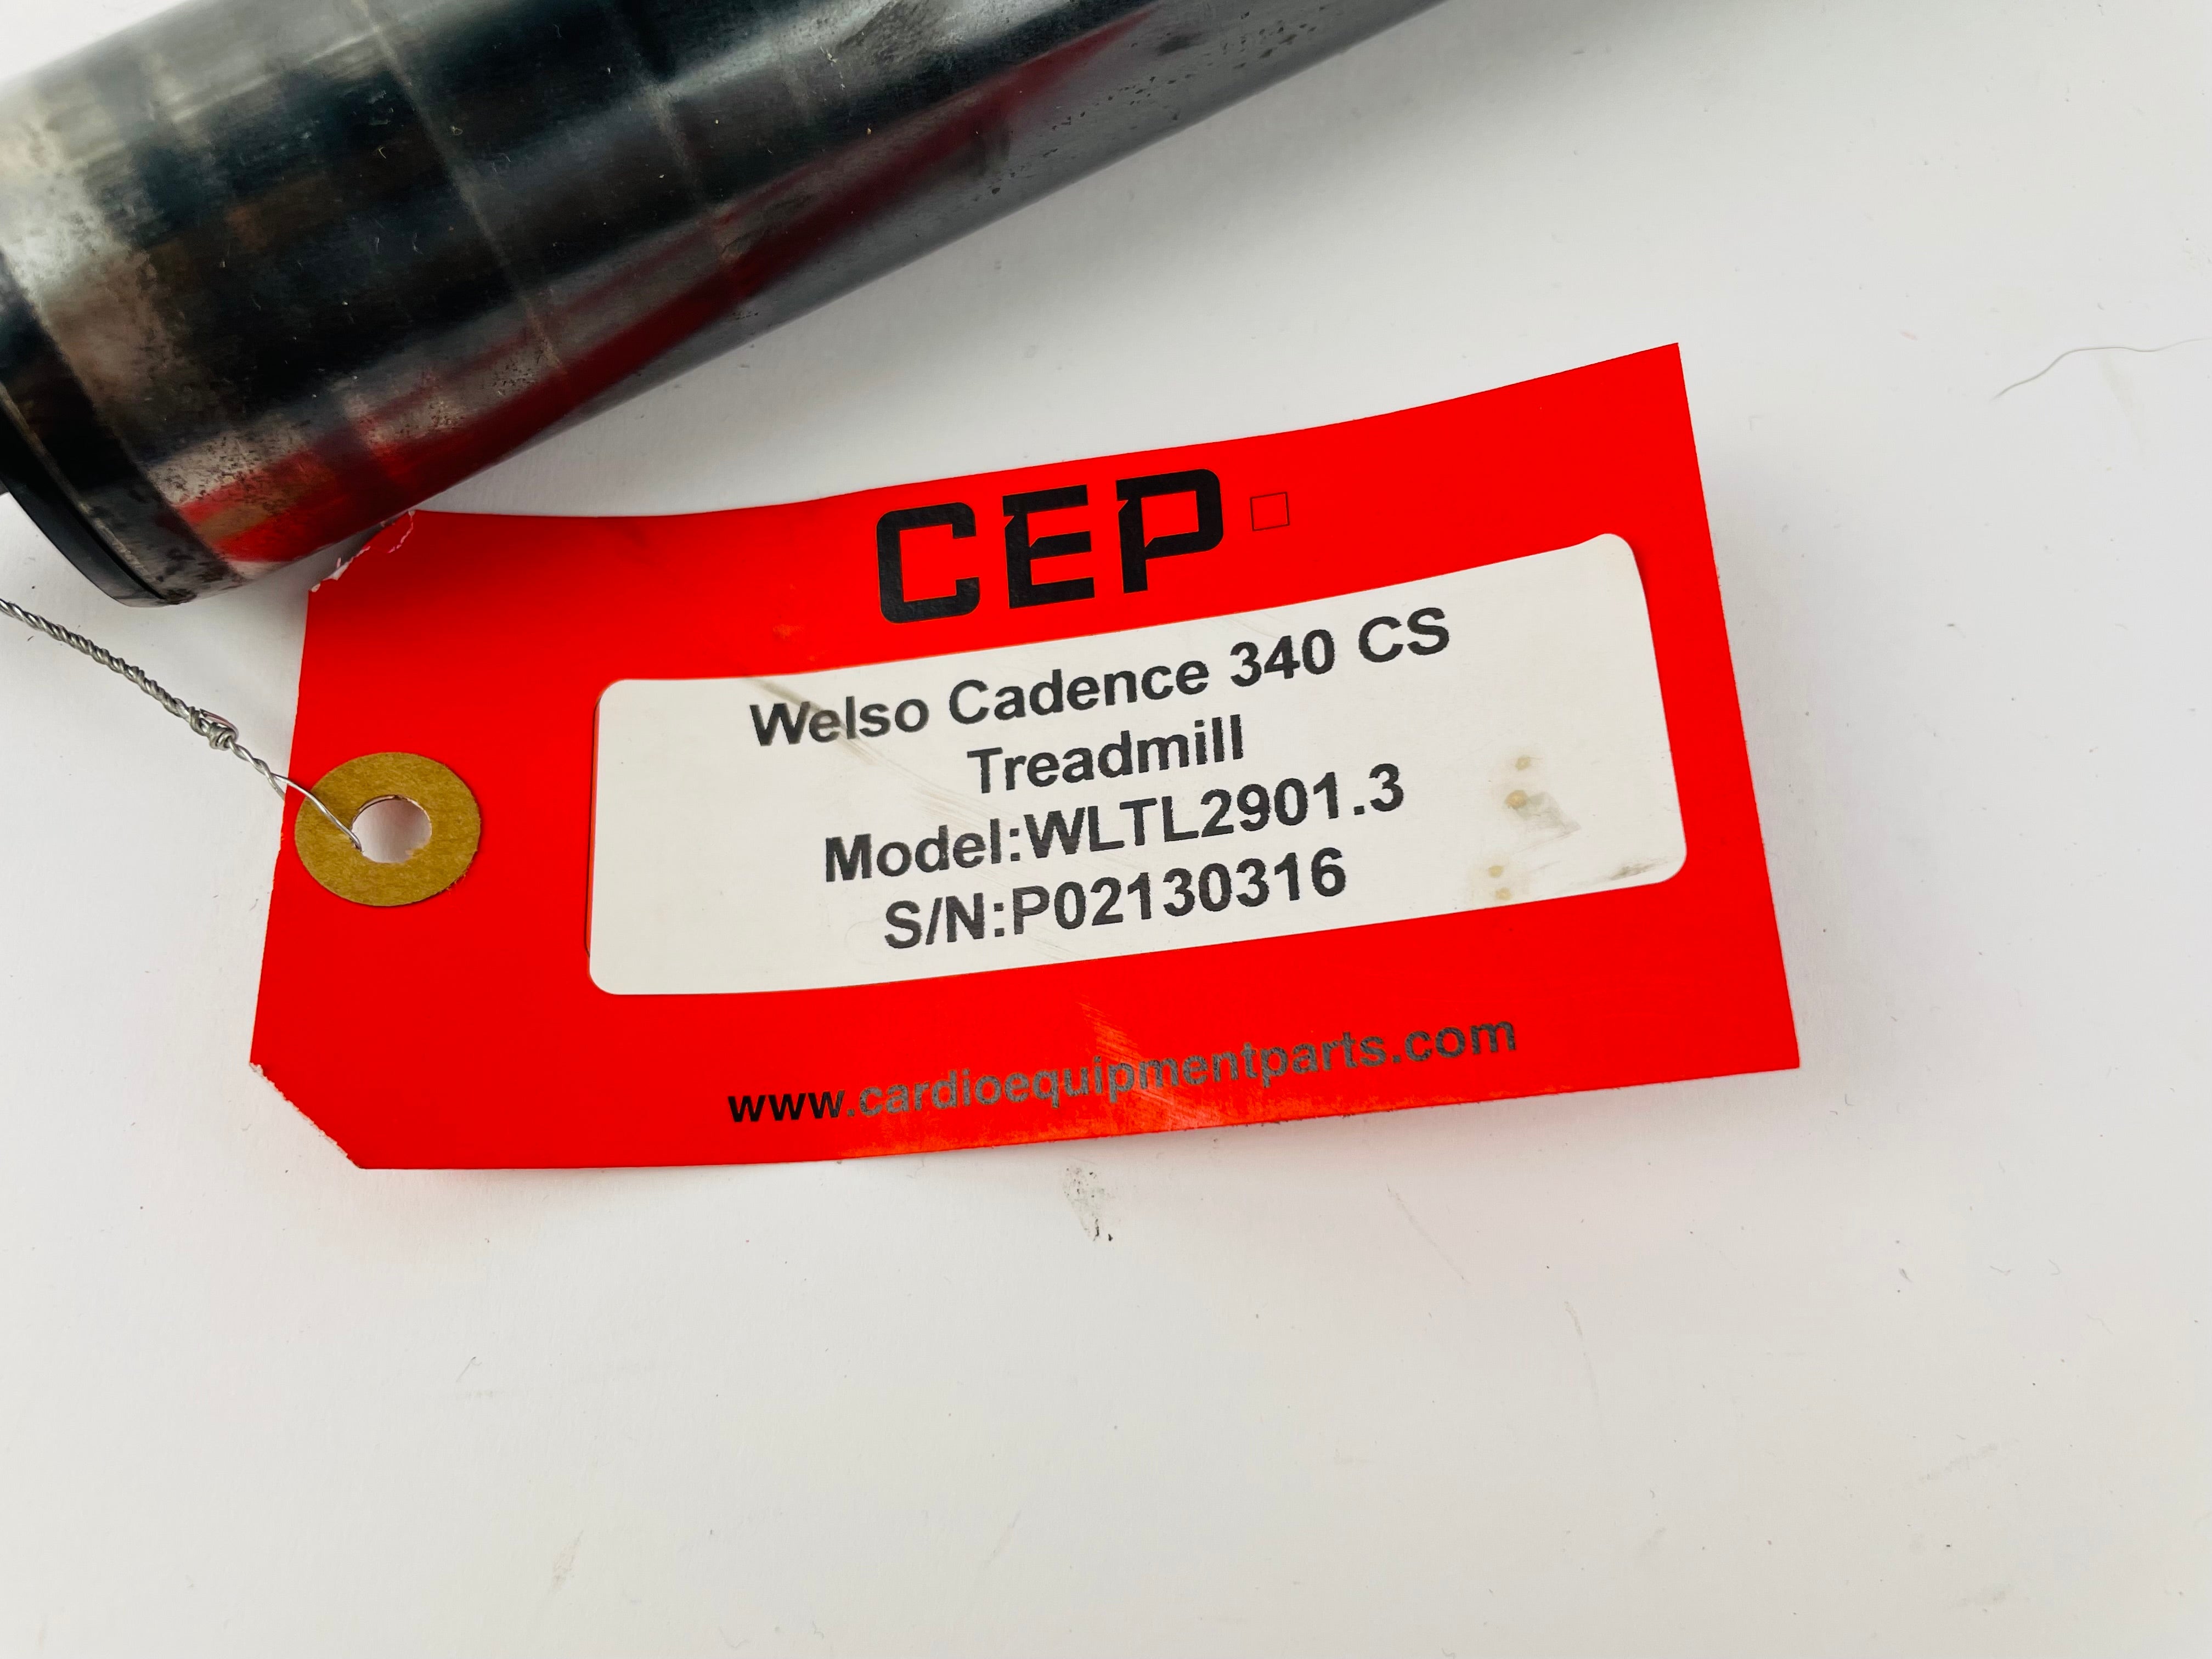 CEP
Welso Cadence 340 CS
Treadmill
Model:WLTL2901.3
S/N:P02130316
www.cardioequipmentparts.com